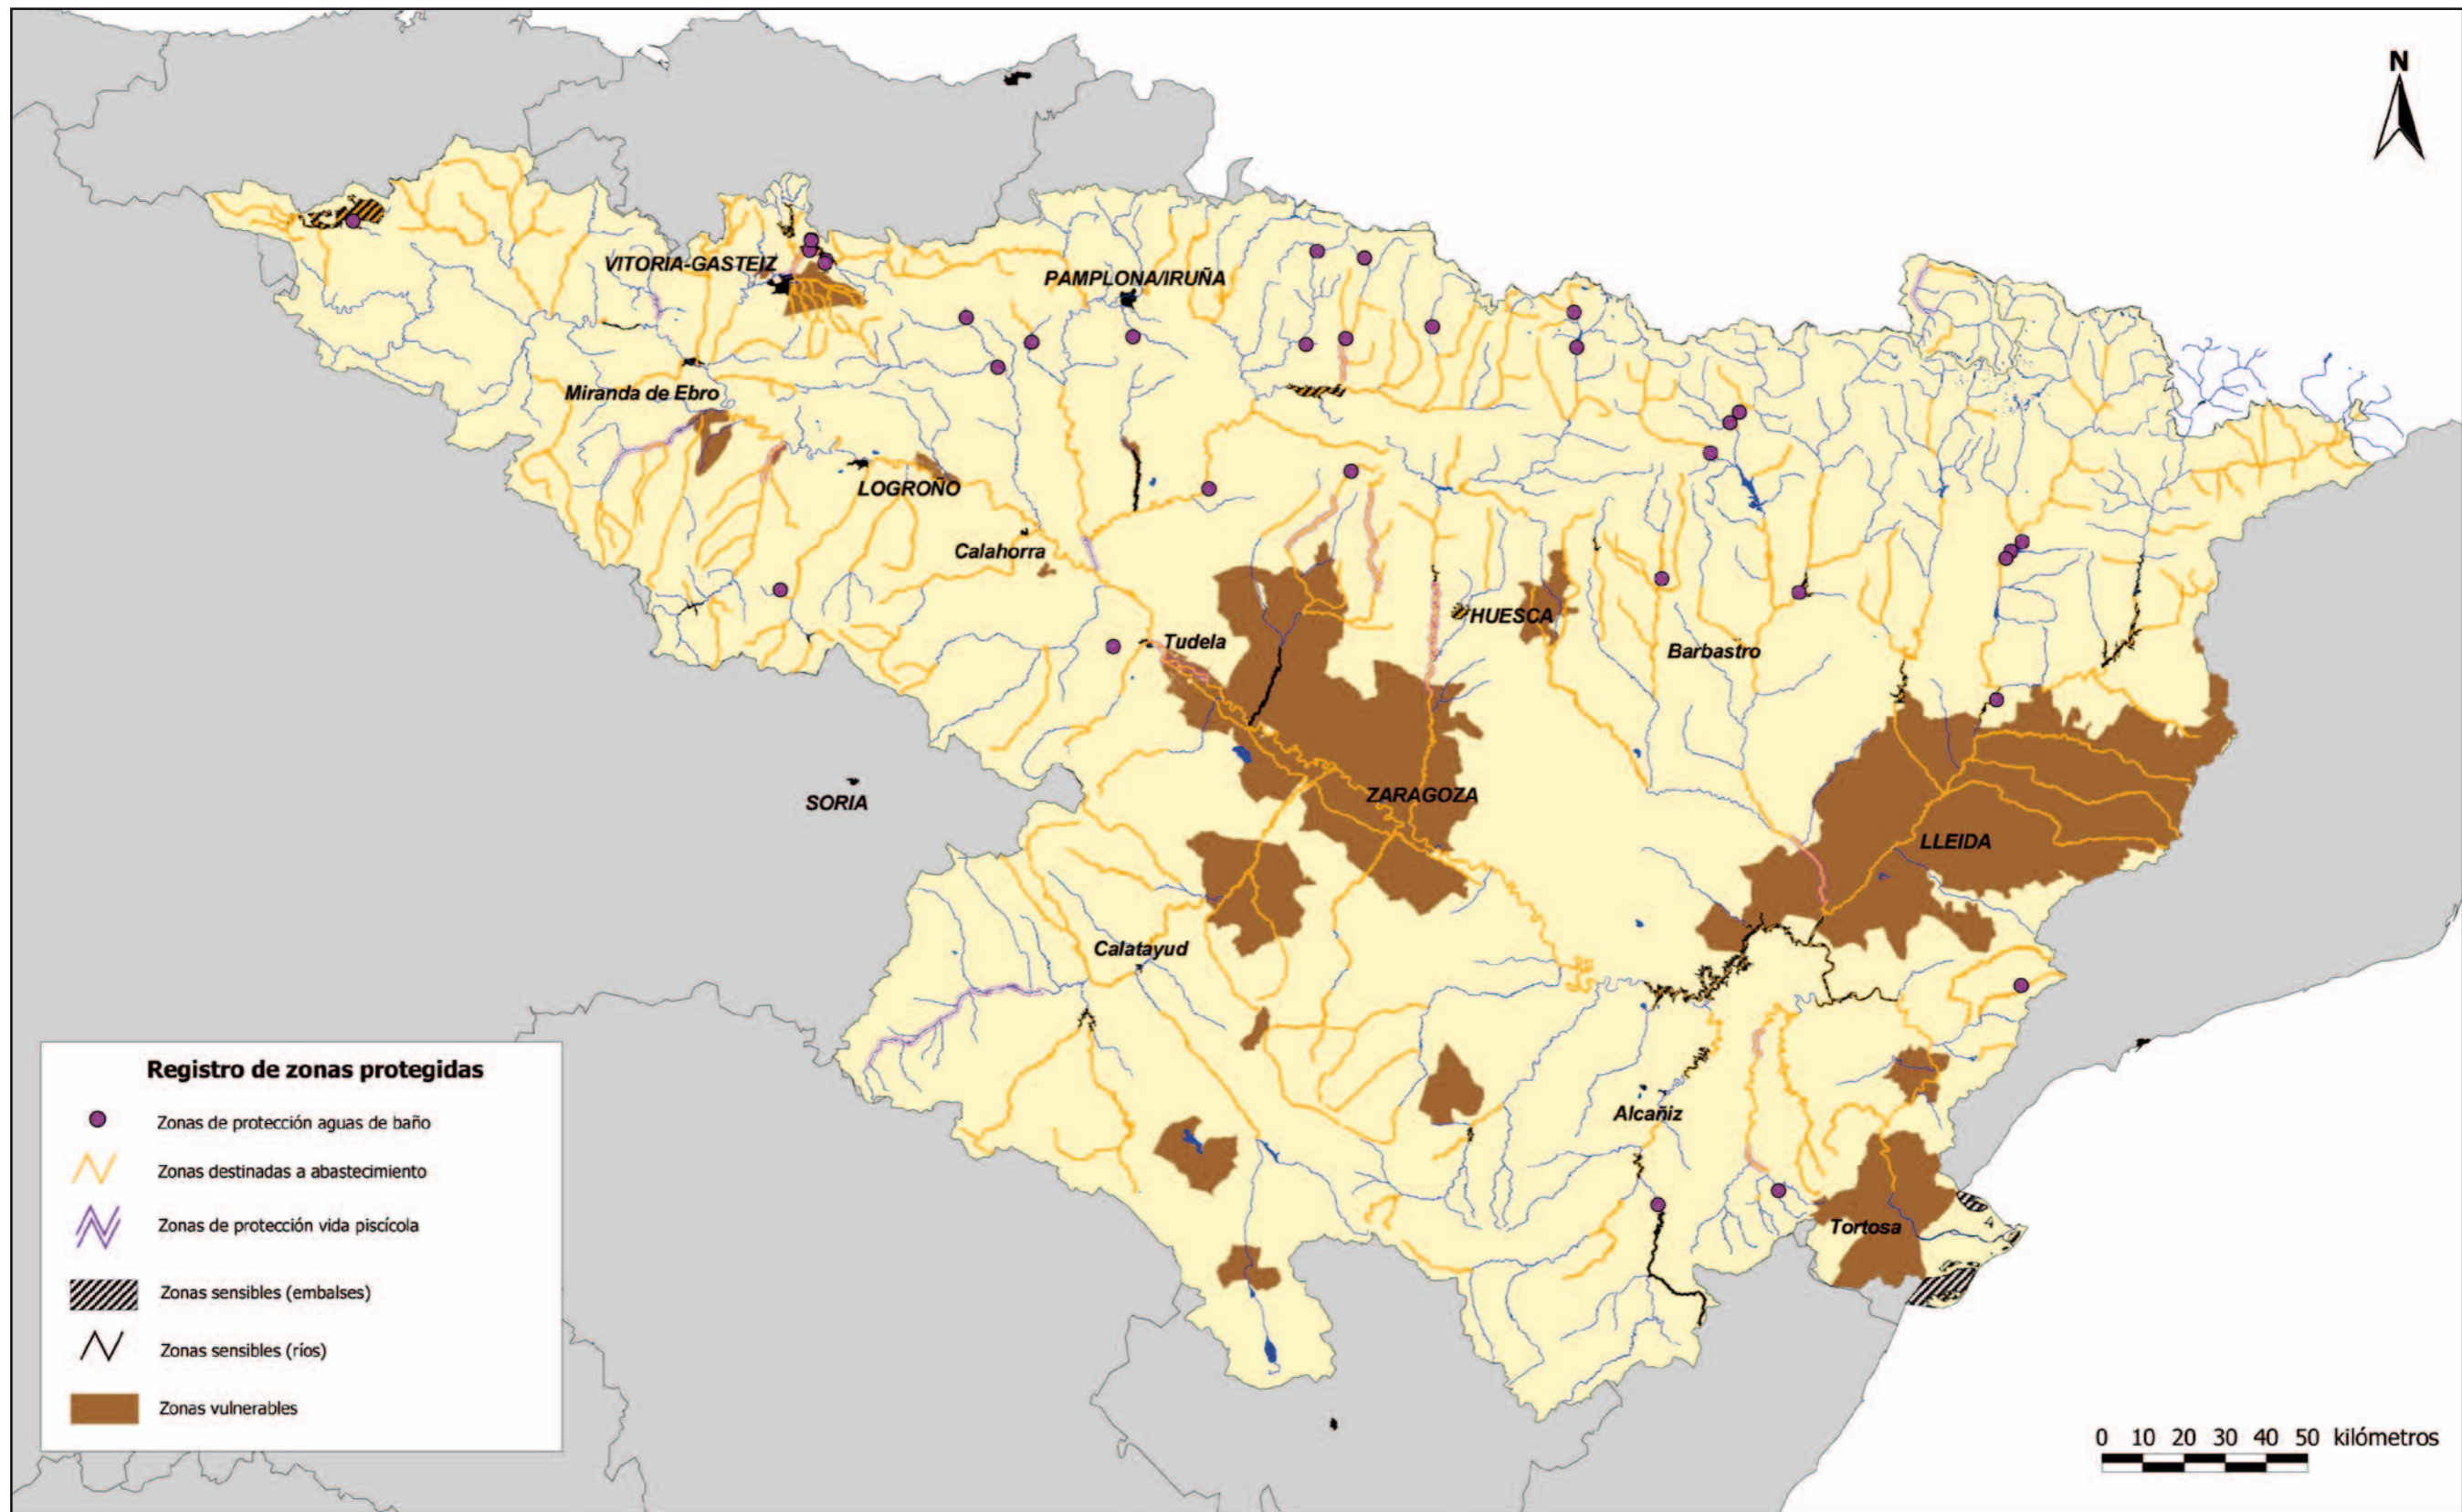 N
VITORIA-GASTEIZ
PAMPLONA/IRUÑA
Miranda de Ebro
LOGROÑO
Calahorra
HUESCA
Tudela
Barbastro
SORIA
ZARAGOZA
LLEIDA
Calatayud
Alcañiz
Tortosa
Registro de zonas protegidas
Zonas de protección aguas de baño
Zonas destinadas a abastecimiento
Zonas de protección vida piscícola
Zonas sensibles (embalses)
Zonas sensibles (ríos)
Zonas vulnerables
0 10 20 30 40 50 kilómetros